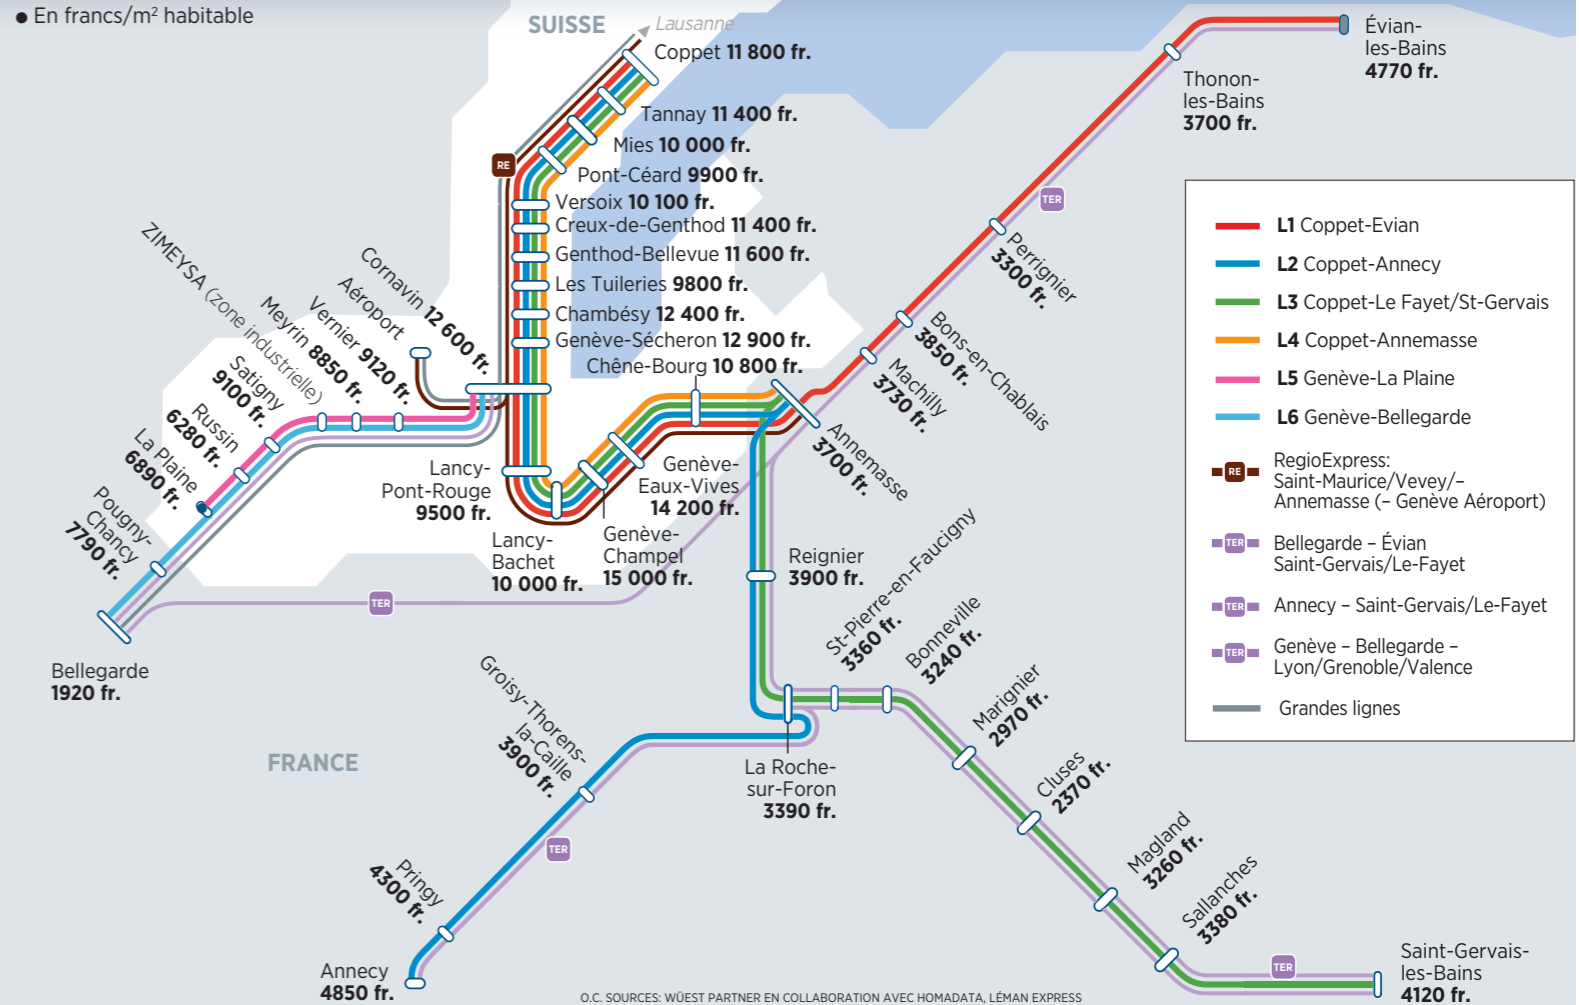 ● En francs/m² habitable
SUISSE
Lausanne
Coppet 11 800 fr.
Tannay 11 400 fr.
Mies 10 000 fr.
Pont-Céard 9900 fr.
RE
Versoix 10 100 fr.
Creux-de-Genthod 11 400 fr.
Genthod-Bellevue 11 600 fr.
Les Tuileries 9800 fr.
Chambésy 12 400 fr.
Genève-Sécheron 12 900 fr.
Chêne-Bourg 10 800 fr.
Cornavin 12 600 fr.
Aéroport
Vernier 9120 fr.
Meyrin 8850 fr.
ZIMEYSA (zone industrielle)
Satigny
9100 fr.
Russin
6280 fr.
La Plaine
6890 fr.
Pougny-
Chancy
7790 fr.
Bellegarde
1920 fr.
Lancy-
Pont-Rouge
9500 fr.
Lancy-
Bachet
10 000 fr.
Genève-
Champel
15 000 fr.
Genève-
Eaux-Vives
14 200 fr.
Annemasse
3700 fr.
Machilly
3730 fr.
Bons-en-Chablais
3850 fr.
Perrignier
3300 fr.
TER
Thonon-
les-Bains
3700 fr.
Évian-
les-Bains
4770 fr.
L1 Coppet-Evian
L2 Coppet-Annecy
L3 Coppet-Le Fayet/St-Gervais
L4 Coppet-Annemasse
L5 Genève-La Plaine
L6 Genève-Bellegarde
RE
RegioExpress:
Saint-Maurice/Vevey/–
Annemasse (– Genève Aéroport)
TER
Bellegarde – Évian
Saint-Gervais/Le-Fayet
TER
Annecy – Saint-Gervais/Le-Fayet
TER
Genève – Bellegarde –
Lyon/Grenoble/Valence
Grandes lignes
TER
Reignier
3900 fr.
St-Pierre-en-Faucigny
3360 fr.
Bonneville
3240 fr.
Marignier
2970 fr.
Cluses
2370 fr.
Magland
3260 fr.
Sallanches
3380 fr.
TER
Saint-Gervais-
les-Bains
4120 fr.
La Roche-
sur-Foron
3390 fr.
FRANCE
Groisy-Thorens-
la-Caille
3900 fr.
TER
Pringy
4300 fr.
Annecy
4850 fr.
O.C. SOURCES: WÜEST PARTNER EN COLLABORATION AVEC HOMADATA, LÉMAN EXPRESS